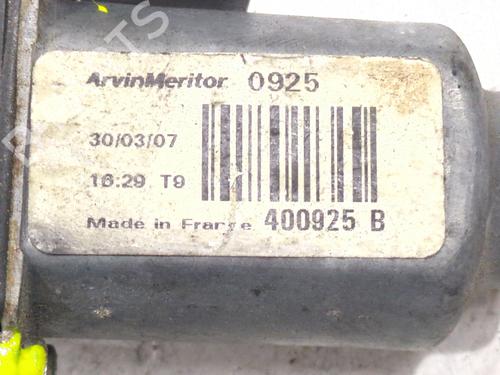 ArvinMeritor 0925
30/03/07
16:29 T9
Made in France 400925 B